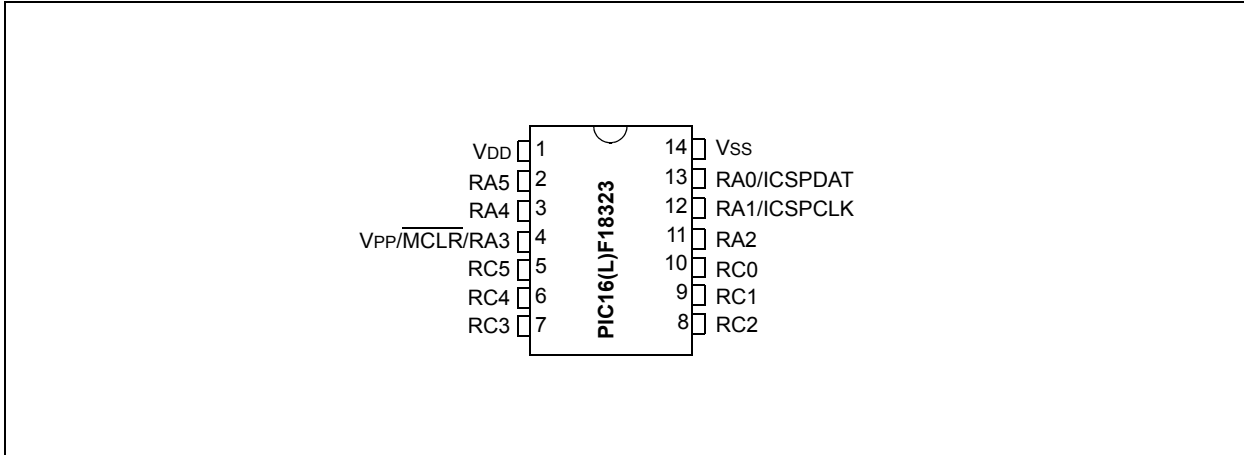 VDD 1 14 VSS
RA5 2 13 RA0/ICSPDAT
RA4 3 12 RA1/ICSPCLK
VPP/MCLR/RA3 4 11 RA2
RC5 5 10 RC0
RC4 6 9 RC1
RC3 7 8 RC2
PIC16(L)F18323